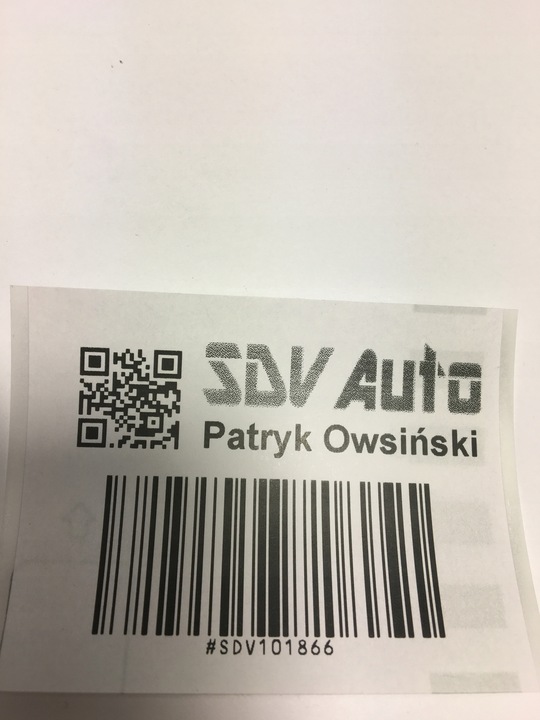 SDV Auto
Patryk Owsiński
#SDV101866